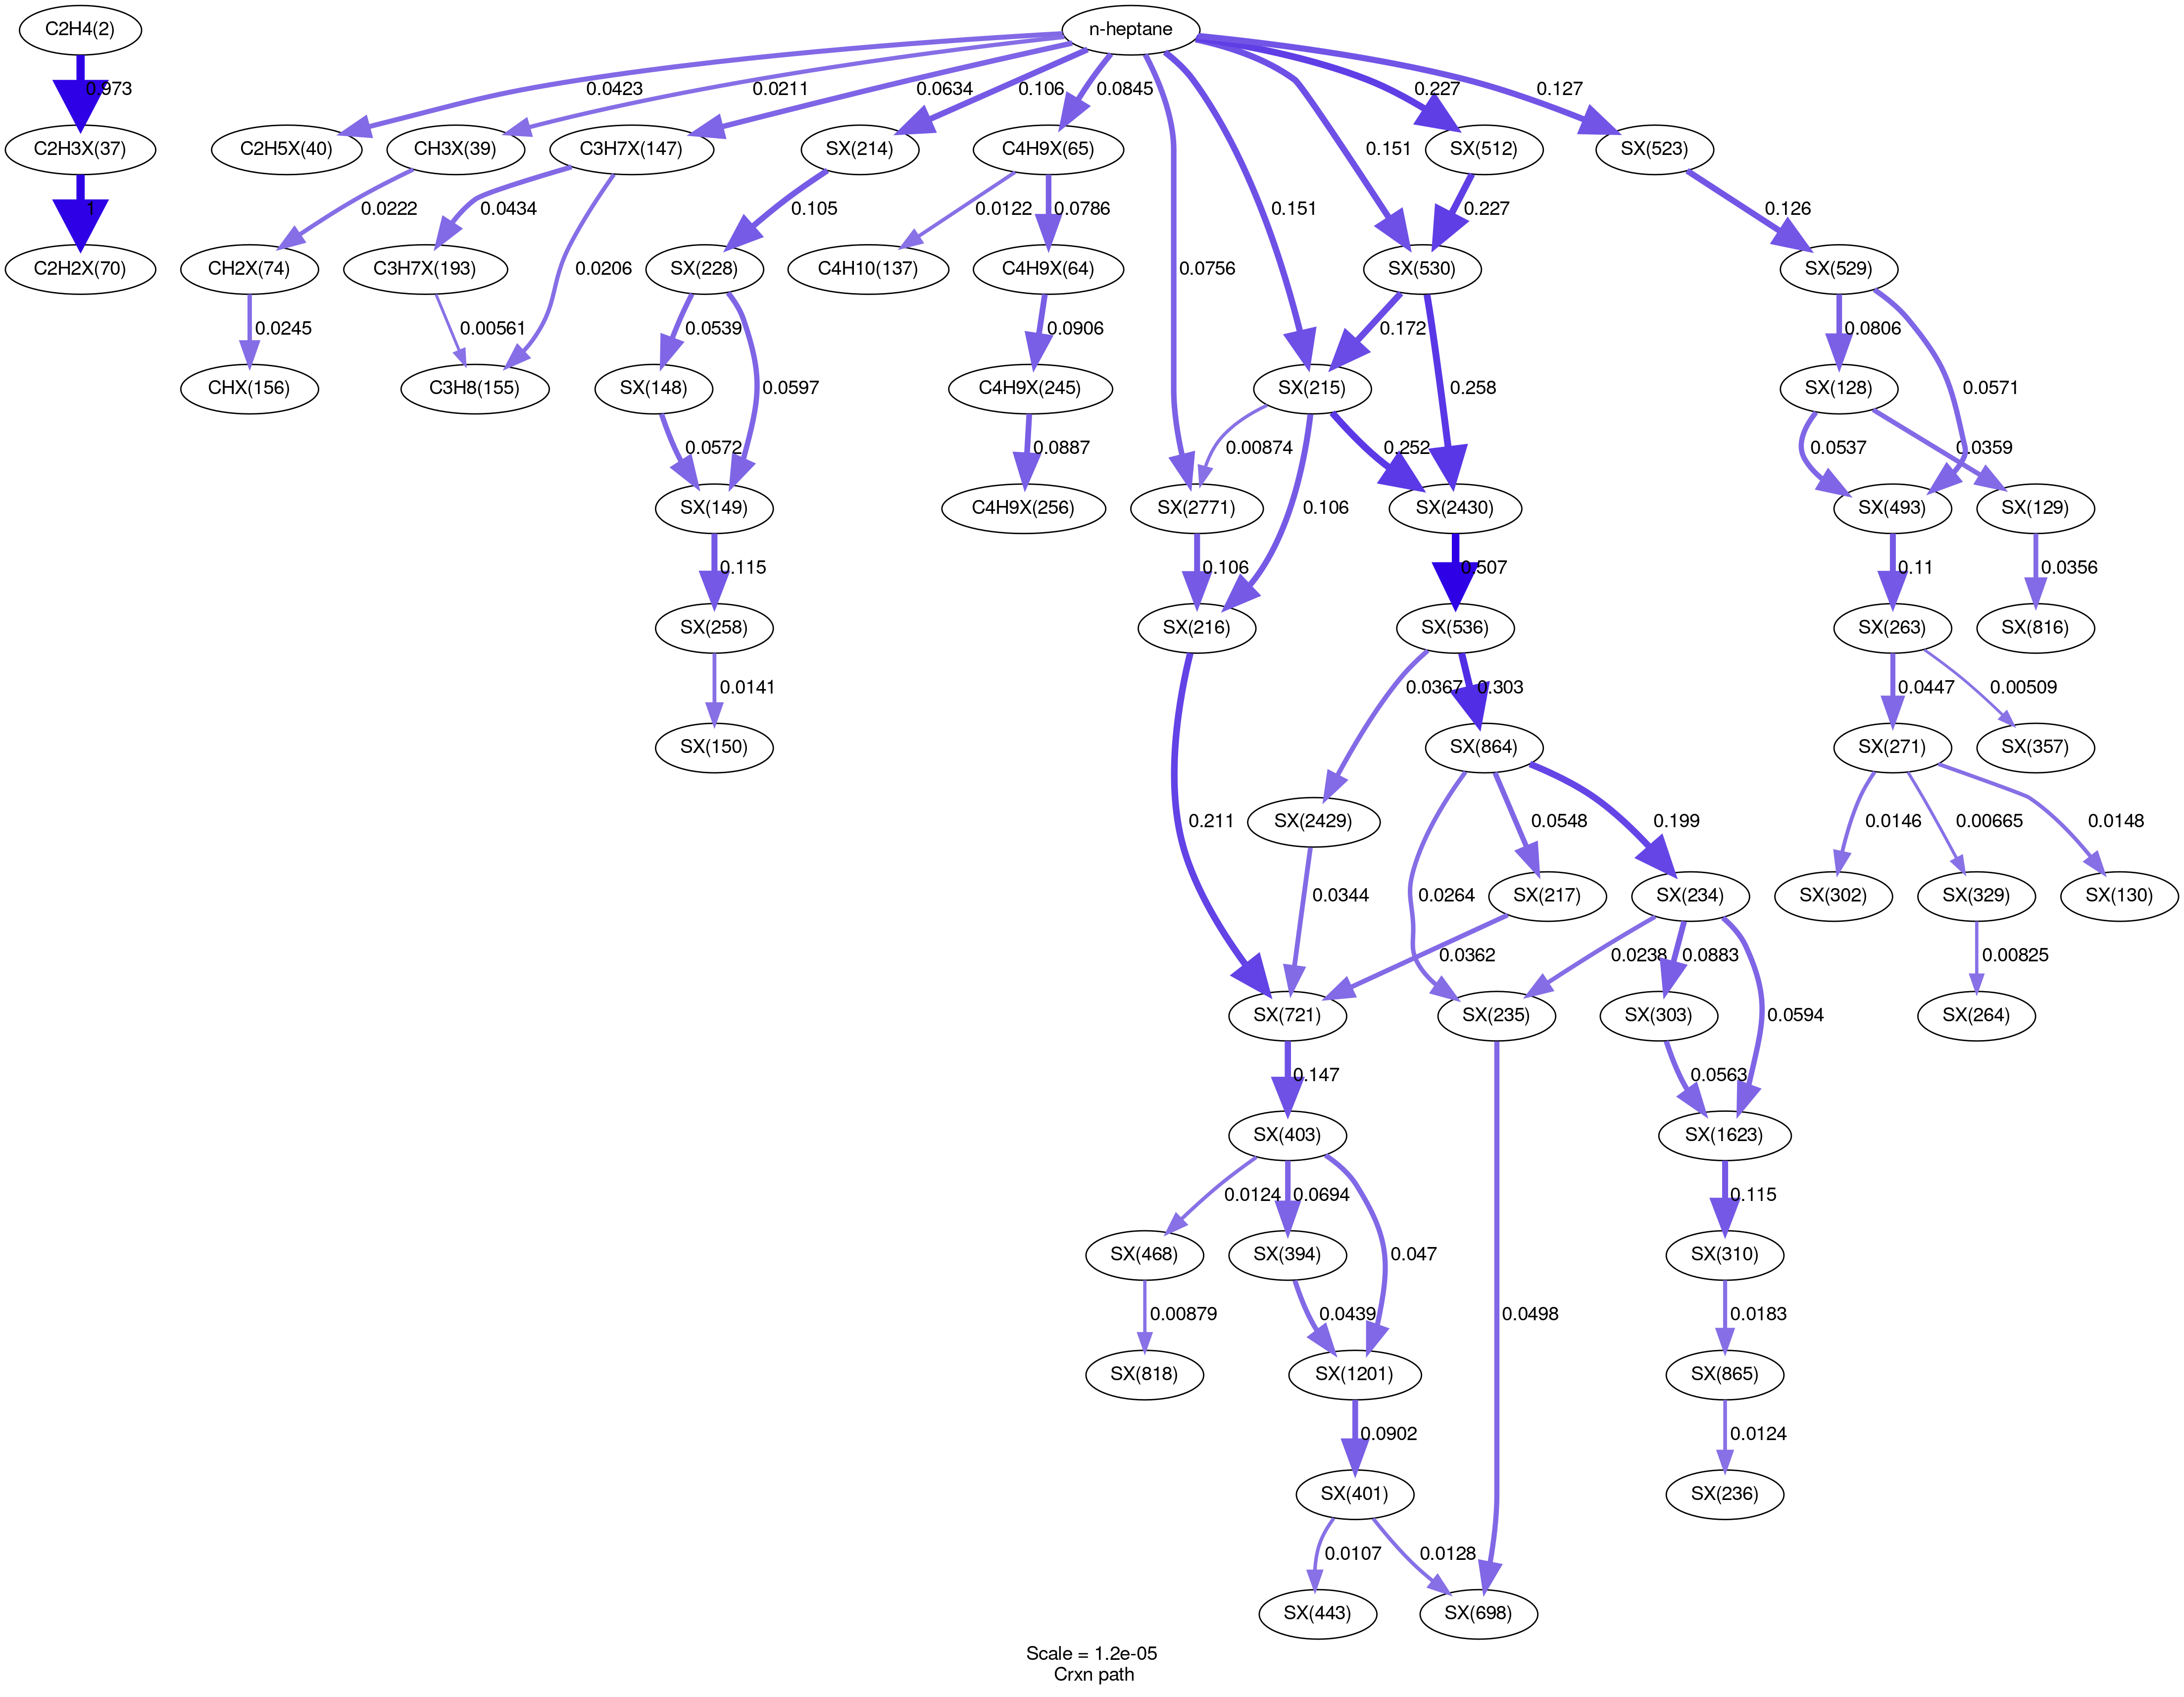 C2H4(2)
n-heptane
0.973
0.0423
0.0211
0.0634
0.106
0.0845
0.227
0.127
C2H3X(37)
C2H5X(40)
CH3X(39)
C3H7X(147)
SX(214)
C4H9X(65)
0.151
SX(512)
SX(523)
1
0.0222
0.0434
0.105
0.0122
0.0786
0.151
0.227
0.126
C2H2X(70)
CH2X(74)
C3H7X(193)
0.0206
SX(228)
C4H10(137)
C4H9X(64)
0.0756
SX(530)
SX(529)
0.0245
0.00561
0.0539
0.0906
0.172
0.0806
CHX(156)
C3H8(155)
SX(148)
0.0597
C4H9X(245)
SX(215)
0.258
SX(128)
0.0571
0.0572
0.0887
0.00874
0.252
0.0537
0.0359
SX(149)
C4H9X(256)
SX(2771)
0.106
SX(2430)
SX(493)
SX(129)
0.115
0.106
0.507
0.11
0.0356
SX(258)
SX(216)
SX(536)
SX(263)
SX(816)
0.0141
0.0367
0.303
0.0447
0.00509
SX(150)
SX(864)
SX(271)
SX(357)
0.211
SX(2429)
0.0548
0.199
0.0146
0.00665
0.0148
0.0344
0.0264
SX(217)
SX(234)
SX(302)
SX(329)
SX(130)
0.0362
0.0238
0.0883
0.00825
SX(721)
SX(235)
SX(303)
0.0594
SX(264)
0.147
0.0563
SX(403)
SX(1623)
0.0124
0.0694
0.115
SX(468)
SX(394)
0.047
SX(310)
0.00879
0.0439
0.0498
0.0183
SX(818)
SX(1201)
SX(865)
0.0902
0.0124
SX(401)
SX(236)
0.0107
0.0128
SX(443)
SX(698)
Scale = 1.2e-05
Crxn path